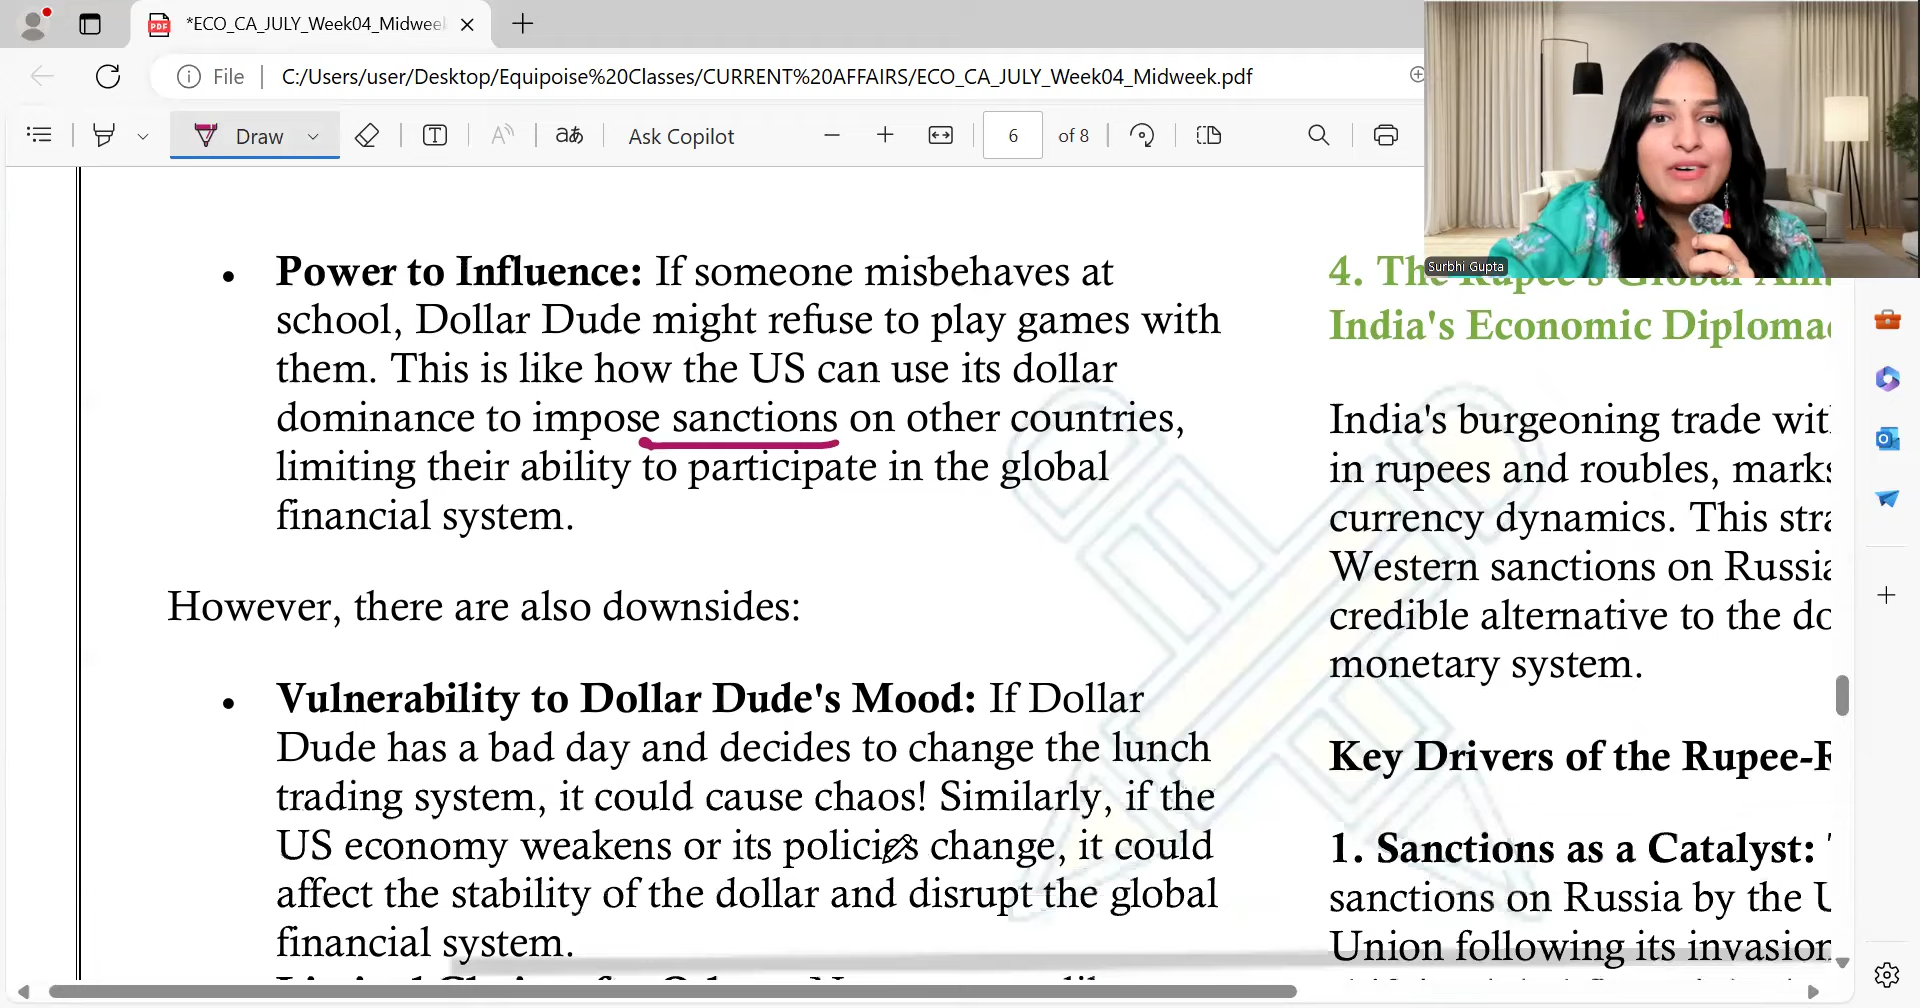 *ECO_CA_JULY_Week04_Midweek
File
C:/Users/user/Desktop/Equipoise%20Classes/CURRENT%20AFFAIRS/ECO_CA_JULY_Week04_Midweek.pdf
Draw
Ask Copilot
6 of 8
Surbhi Gupta
• Power to Influence: If someone misbehaves at
school, Dollar Dude might refuse to play games with
them. This is like how the US can use its dollar
dominance to impose sanctions on other countries,
limiting their ability to participate in the global
financial system.
However, there are also downsides:
• Vulnerability to Dollar Dude's Mood: If Dollar
Dude has a bad day and decides to change the lunch
trading system, it could cause chaos! Similarly, if the
US economy weakens or its policies change, it could
affect the stability of the dollar and disrupt the global
financial system.
4. The Rupee's Global
India's Economic Diploma
India's burgeoning trade wit
in rupees and roubles, marks
currency dynamics. This stra
Western sanctions on Russia
credible alternative to the do
monetary system.
Key Drivers of the Rupee-R
1. Sanctions as a Catalyst:
sanctions on Russia by the U
Union following its invasion